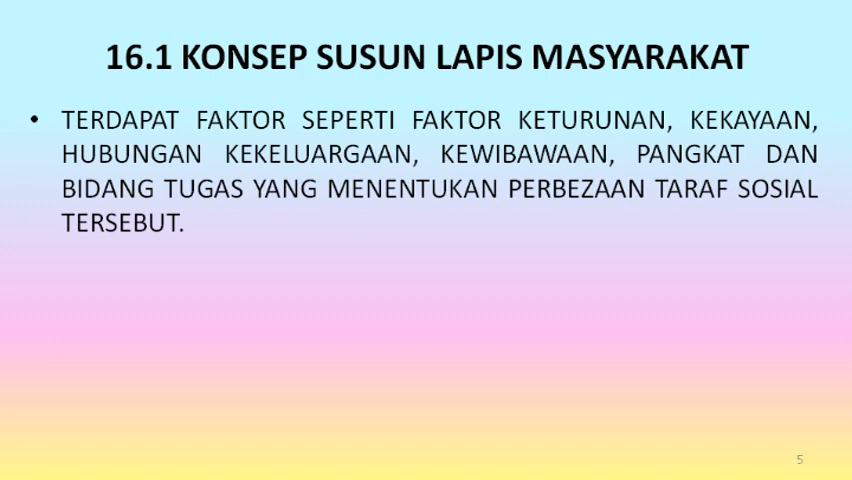 16.1 KONSEP SUSUN LAPIS MASYARAKAT
• TERDAPAT FAKTOR SEPERTI FAKTOR KETURUNAN, KEKAYAAN,
HUBUNGAN KEKELUARGAAN, KEWIBAWAAN, PANGKAT DAN
BIDANG TUGAS YANG MENENTUKAN PERBEZAAN TARAF SOSIAL
TERSEBUT.
5